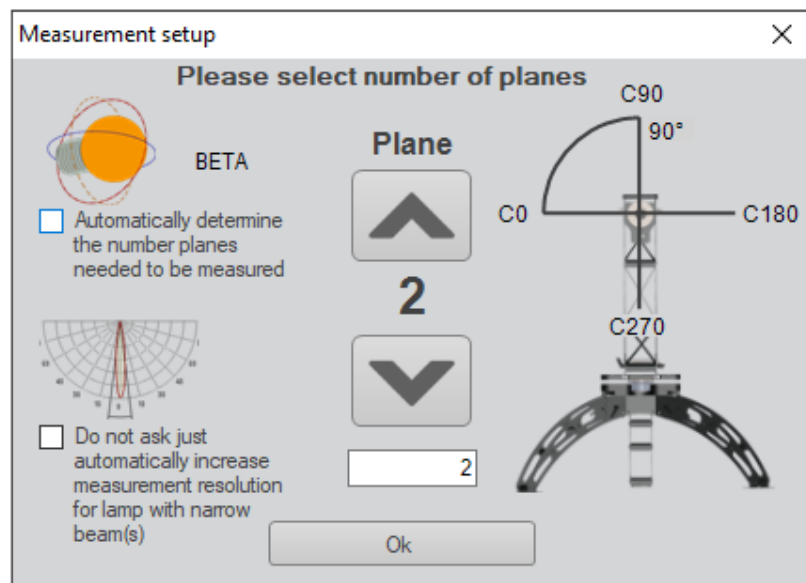 Measurement setup
Please select number of planes
BETA
Automatically determine
the number planes
needed to be measured
Do not ask just
automatically increase
measurement resolution
for lamp with narrow
beam(s)
Plane
2
2
Ok
C90
90°
C0
C180
C270